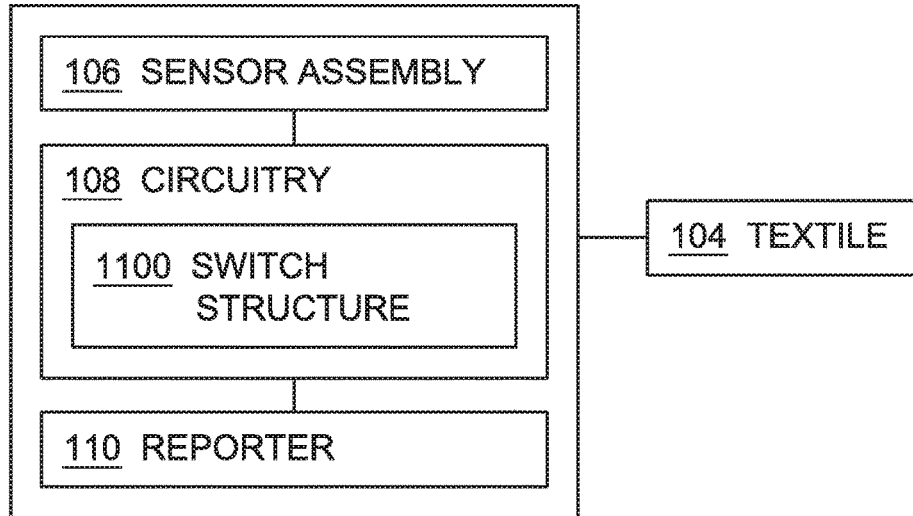 106 SENSOR ASSEMBLY
108 CIRCUITRY
1100 SWITCH
STRUCTURE
104 TEXTILE
110 REPORTER